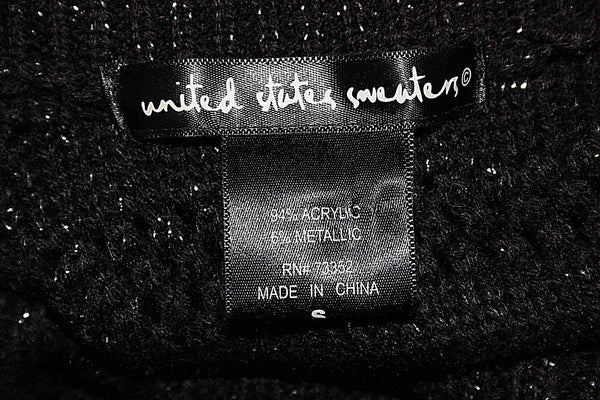 united states sweaters©
94% ACRYLIC
6% METALLIC
RN# 73352
MADE IN CHINA
S